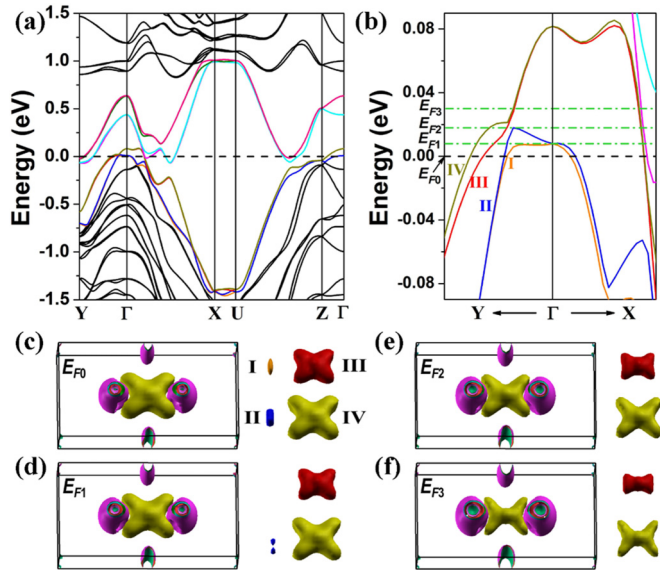 (a)
1.5
1.0
0.5
0.0
-0.5
-1.0
-1.5
Energy (eV)
Y Γ X U Z Γ
(b)
0.08
0.04
0.00
-0.04
-0.08
Energy (eV)
E_F3
E_F2
E_F1
E_F0
IV
III
II
I
Y ← Γ → X
(c)
E_F0
I
III
II
IV
(e)
E_F2
(d)
E_F1
(f)
E_F3